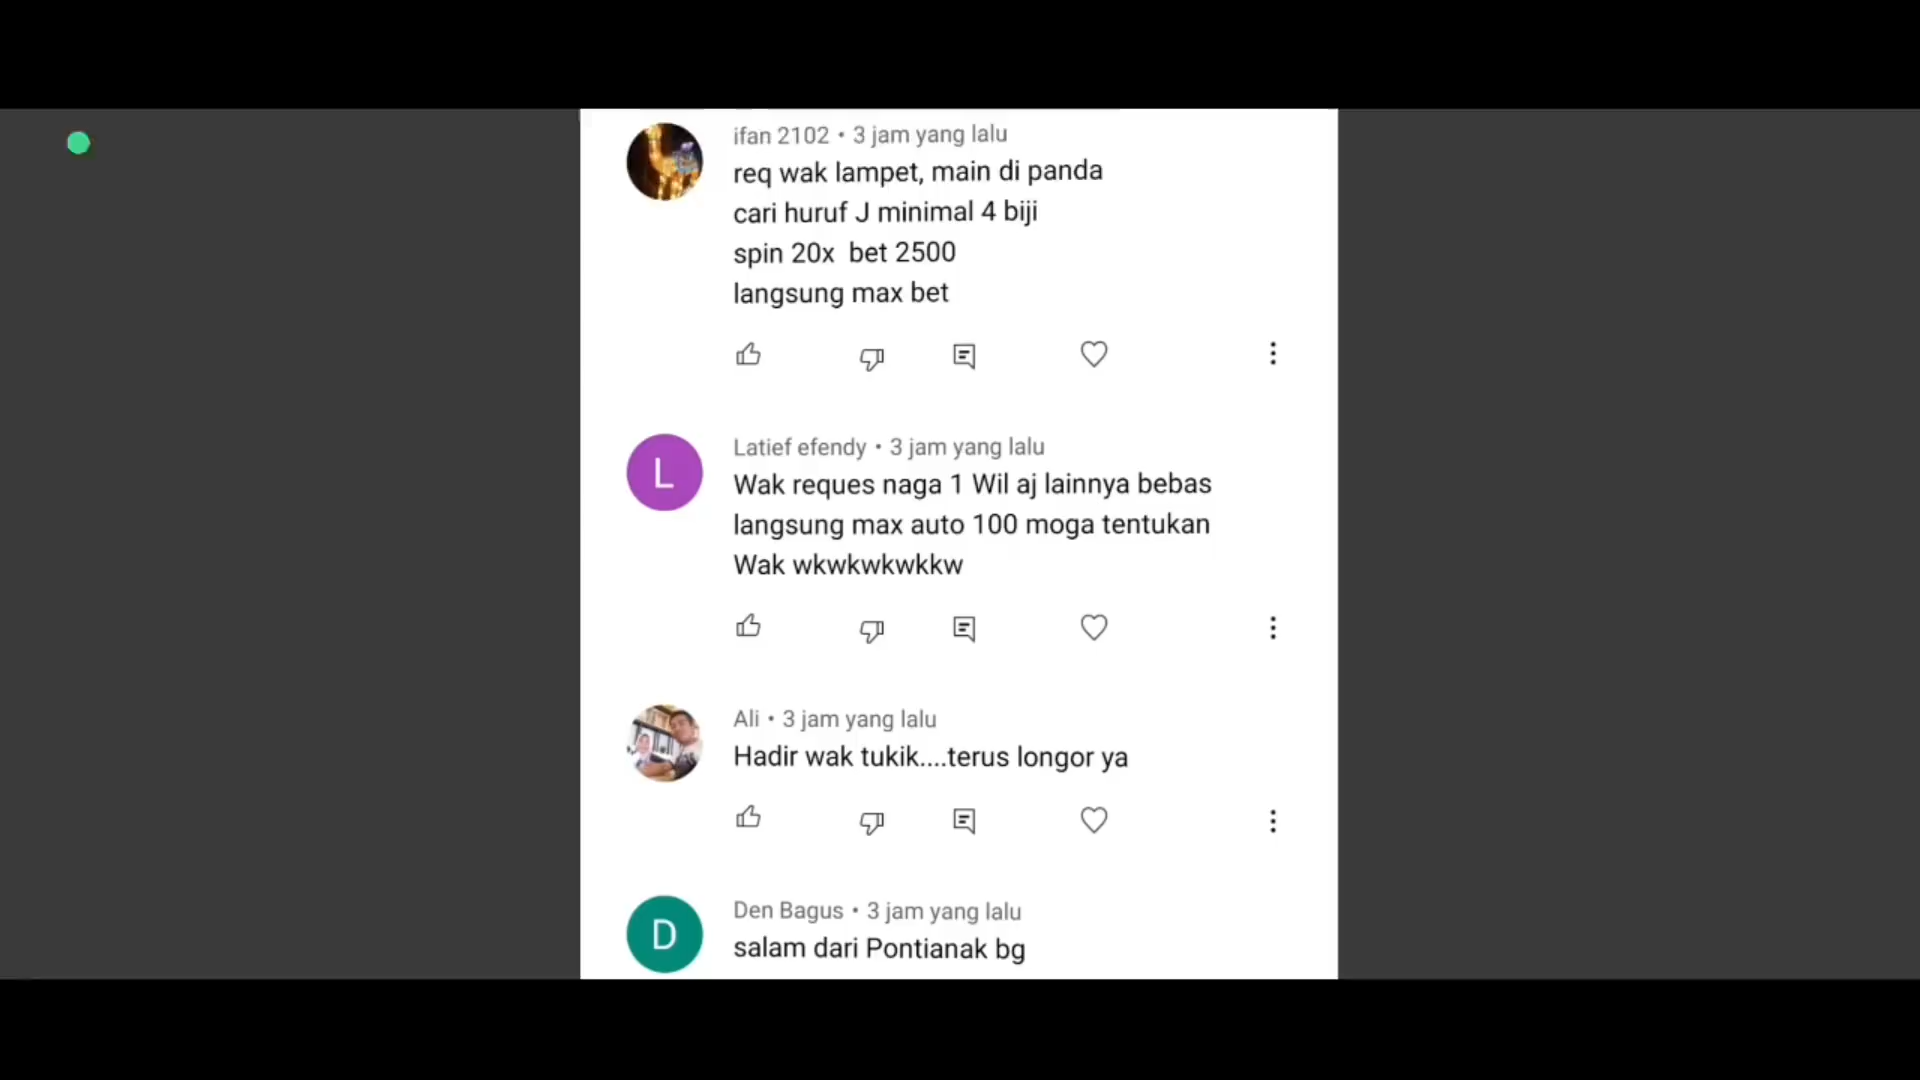 ifan 2102 • 3 jam yang lalu
req wak lampet, main di panda
cari huruf J minimal 4 biji
spin 20x  bet 2500
langsung max bet
L
Latief efendy • 3 jam yang lalu
Wak reques naga 1 Wil aj lainnya bebas
langsung max auto 100 moga tentukan
Wak wkwkwkwkkw
Ali • 3 jam yang lalu
Hadir wak tukik....terus longor ya
D
Den Bagus • 3 jam yang lalu
salam dari Pontianak bg